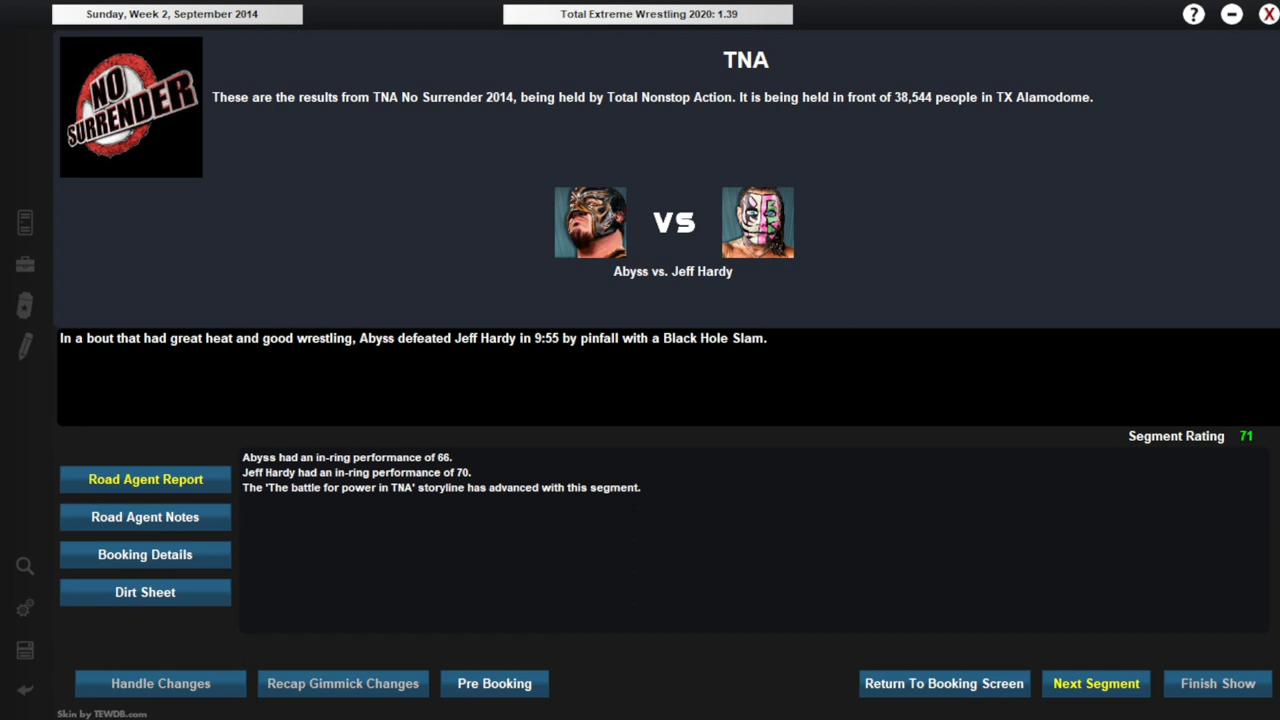 Sunday, Week 2, September 2014
Total Extreme Wrestling 2020: 1.39
?
X
NO
SURRENDER
TNA
These are the results from TNA No Surrender 2014, being held by Total Nonstop Action. It is being held in front of 38,544 people in TX Alamodome.
VS
Abyss vs. Jeff Hardy
In a bout that had great heat and good wrestling, Abyss defeated Jeff Hardy in 9:55 by pinfall with a Black Hole Slam.
Segment Rating 71
Abyss had an in-ring performance of 66.
Jeff Hardy had an in-ring performance of 70.
The 'The battle for power in TNA' storyline has advanced with this segment.
Road Agent Report
Road Agent Notes
Booking Details
Dirt Sheet
Handle Changes
Recap Gimmick Changes
Pre Booking
Return To Booking Screen
Next Segment
Finish Show
Skin by TEWDB.com